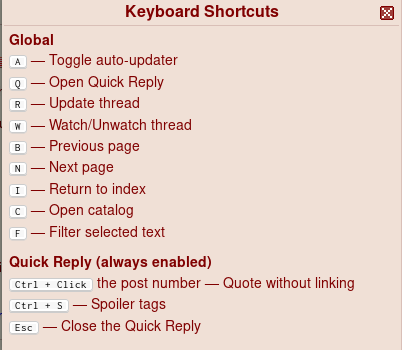 Keyboard Shortcuts
Global
A — Toggle auto-updater
Q — Open Quick Reply
R — Update thread
W — Watch/Unwatch thread
B — Previous page
N — Next page
I — Return to index
C — Open catalog
F — Filter selected text
Quick Reply (always enabled)
Ctrl + Click the post number — Quote without linking
Ctrl + S — Spoiler tags
Esc — Close the Quick Reply